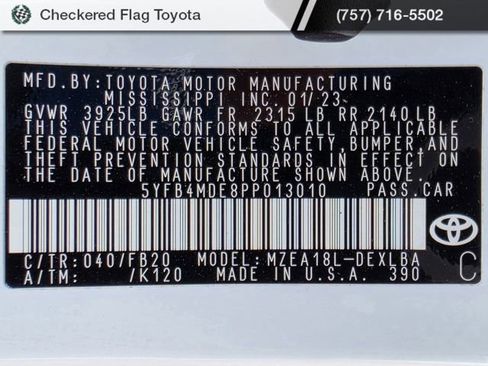 Checkered Flag Toyota (757) 716-5502
MFD.BY:TOYOTA MOTOR MANUFACTURING
MISSISSIPPI INC. 01/23
GVWR 3925LB GAWR FR 2315 LB RR 2140 LB
THIS VEHICLE CONFORMS TO ALL APPLICABLE
FEDERAL MOTOR VEHICLE SAFETY, BUMPER, AND
THEFT PREVENTION STANDARDS IN EFFECT ON
THE DATE OF MANUFACTURE SHOWN ABOVE.
5YFB4MDE8PP013010 PASS.CAR
C/TR: 040/FB20 MODEL: MZEA18L-DEXLBA
A/TM: /K120 MADE IN U.S.A. 390 C